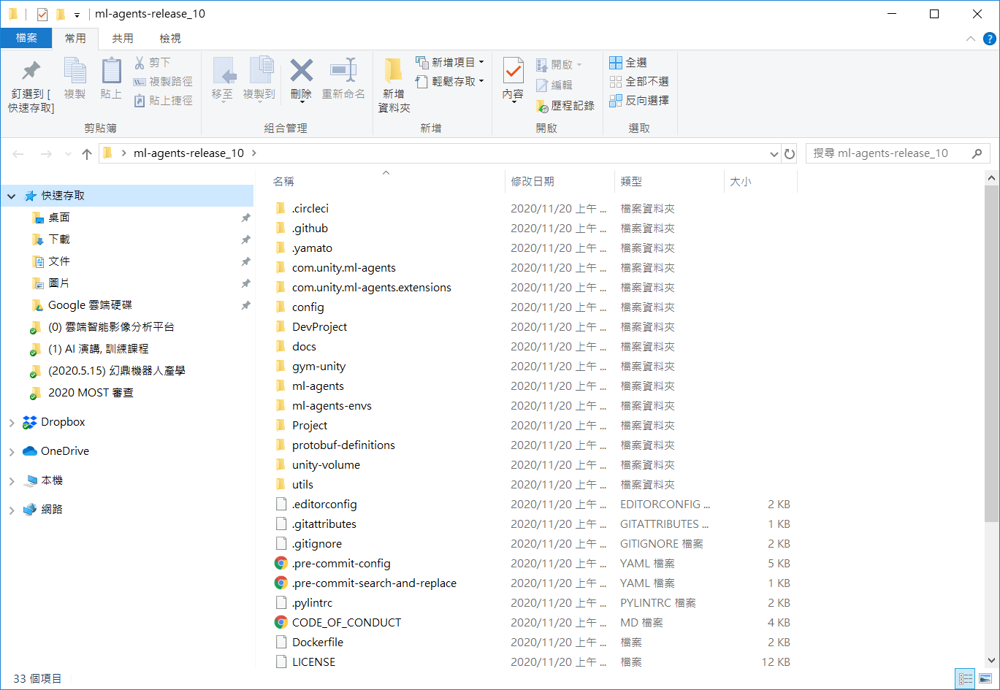 ml-agents-release_10
檔案 常用 共用 檢視
釘選到 [
快速存取]
複製
貼上
剪下
複製路徑
貼上捷徑
剪貼簿
移至
複製到
刪除
重新命名
組合管理
新增
資料夾
新增項目
輕鬆存取
新增
內容
開啟
編輯
歷程記錄
開啟
全選
全部不選
反向選擇
選取
ml-agents-release_10
搜尋 ml-agents-release_10
快速存取
桌面
下載
文件
圖片
Google 雲端硬碟
(0) 雲端智能影像分析平台
(1) AI 演講, 訓練課程
(2020.5.15) 幻鼎機器人產學
2020 MOST 審查
Dropbox
OneDrive
本機
網路
名稱 修改日期 類型 大小
.circleci 2020/11/20 上午 ... 檔案資料夾
.github 2020/11/20 上午 ... 檔案資料夾
.yamato 2020/11/20 上午 ... 檔案資料夾
com.unity.ml-agents 2020/11/20 上午 ... 檔案資料夾
com.unity.ml-agents.extensions 2020/11/20 上午 ... 檔案資料夾
config 2020/11/20 上午 ... 檔案資料夾
DevProject 2020/11/20 上午 ... 檔案資料夾
docs 2020/11/20 上午 ... 檔案資料夾
gym-unity 2020/11/20 上午 ... 檔案資料夾
ml-agents 2020/11/20 上午 ... 檔案資料夾
ml-agents-envs 2020/11/20 上午 ... 檔案資料夾
Project 2020/11/20 上午 ... 檔案資料夾
protobuf-definitions 2020/11/20 上午 ... 檔案資料夾
unity-volume 2020/11/20 上午 ... 檔案資料夾
utils 2020/11/20 上午 ... 檔案資料夾
.editorconfig 2020/11/20 上午 ... EDITORCONFIG ... 2 KB
.gitattributes 2020/11/20 上午 ... GITATTRIBUTES ... 1 KB
.gitignore 2020/11/20 上午 ... GITIGNORE 檔案 2 KB
.pre-commit-config 2020/11/20 上午 ... YAML 檔案 5 KB
.pre-commit-search-and-replace 2020/11/20 上午 ... YAML 檔案 1 KB
.pylintrc 2020/11/20 上午 ... PYLINTRC 檔案 2 KB
CODE_OF_CONDUCT 2020/11/20 上午 ... MD 檔案 4 KB
Dockerfile 2020/11/20 上午 ... 檔案 2 KB
LICENSE 2020/11/20 上午 ... 檔案 12 KB
33 個項目